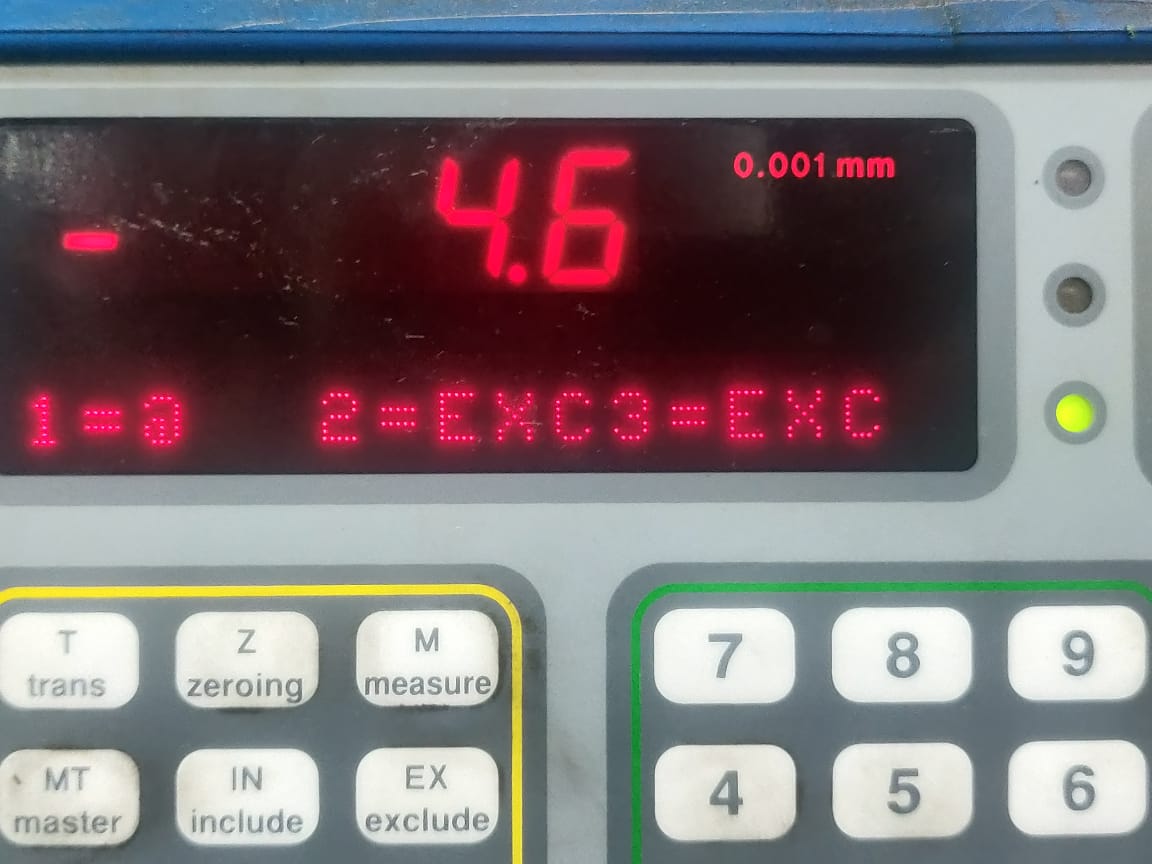 0.001 mm
- 4.6
1=a 2=EXC3=EXC
T Z M
trans zeroing measure
7 8 9
MT IN EX
master include exclude
4 5 6